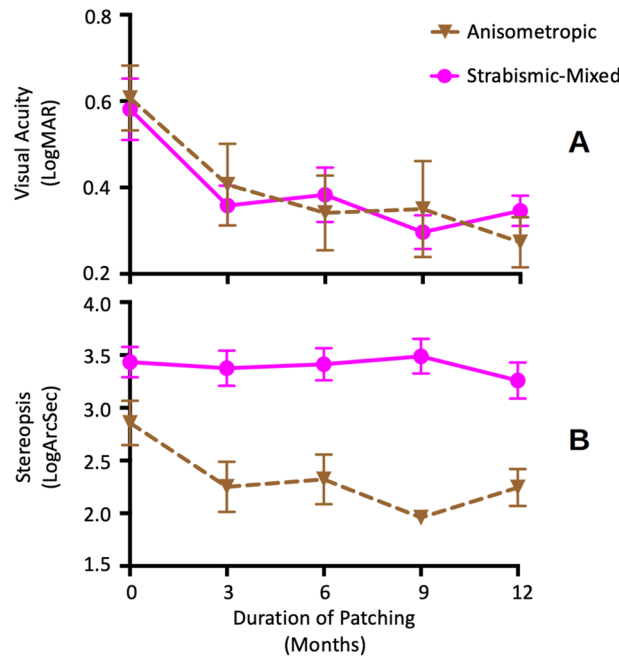 0.8
Anisometropic
Strabismic-Mixed
0.6
A
Visual Acuity
(LogMAR)
0.4
0.2
4.0
3.5
3.0
B
Stereopsis
(LogArcSec)
2.5
2.0
1.5
0 3 6 9 12
Duration of Patching
(Months)